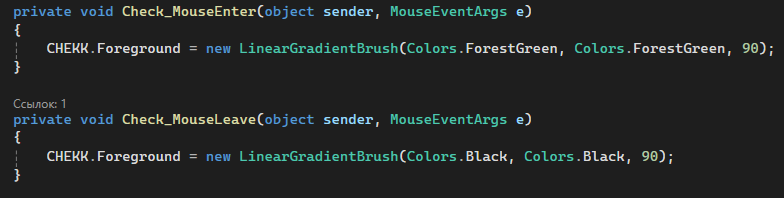 private void Check_MouseEnter(object sender, MouseEventArgs e)
{
CHEKK.Foreground = new LinearGradientBrush(Colors.ForestGreen, Colors.ForestGreen, 90);
}
Ссылок: 1
private void Check_MouseLeave(object sender, MouseEventArgs e)
{
CHEKK.Foreground = new LinearGradientBrush(Colors.Black, Colors.Black, 90);
}